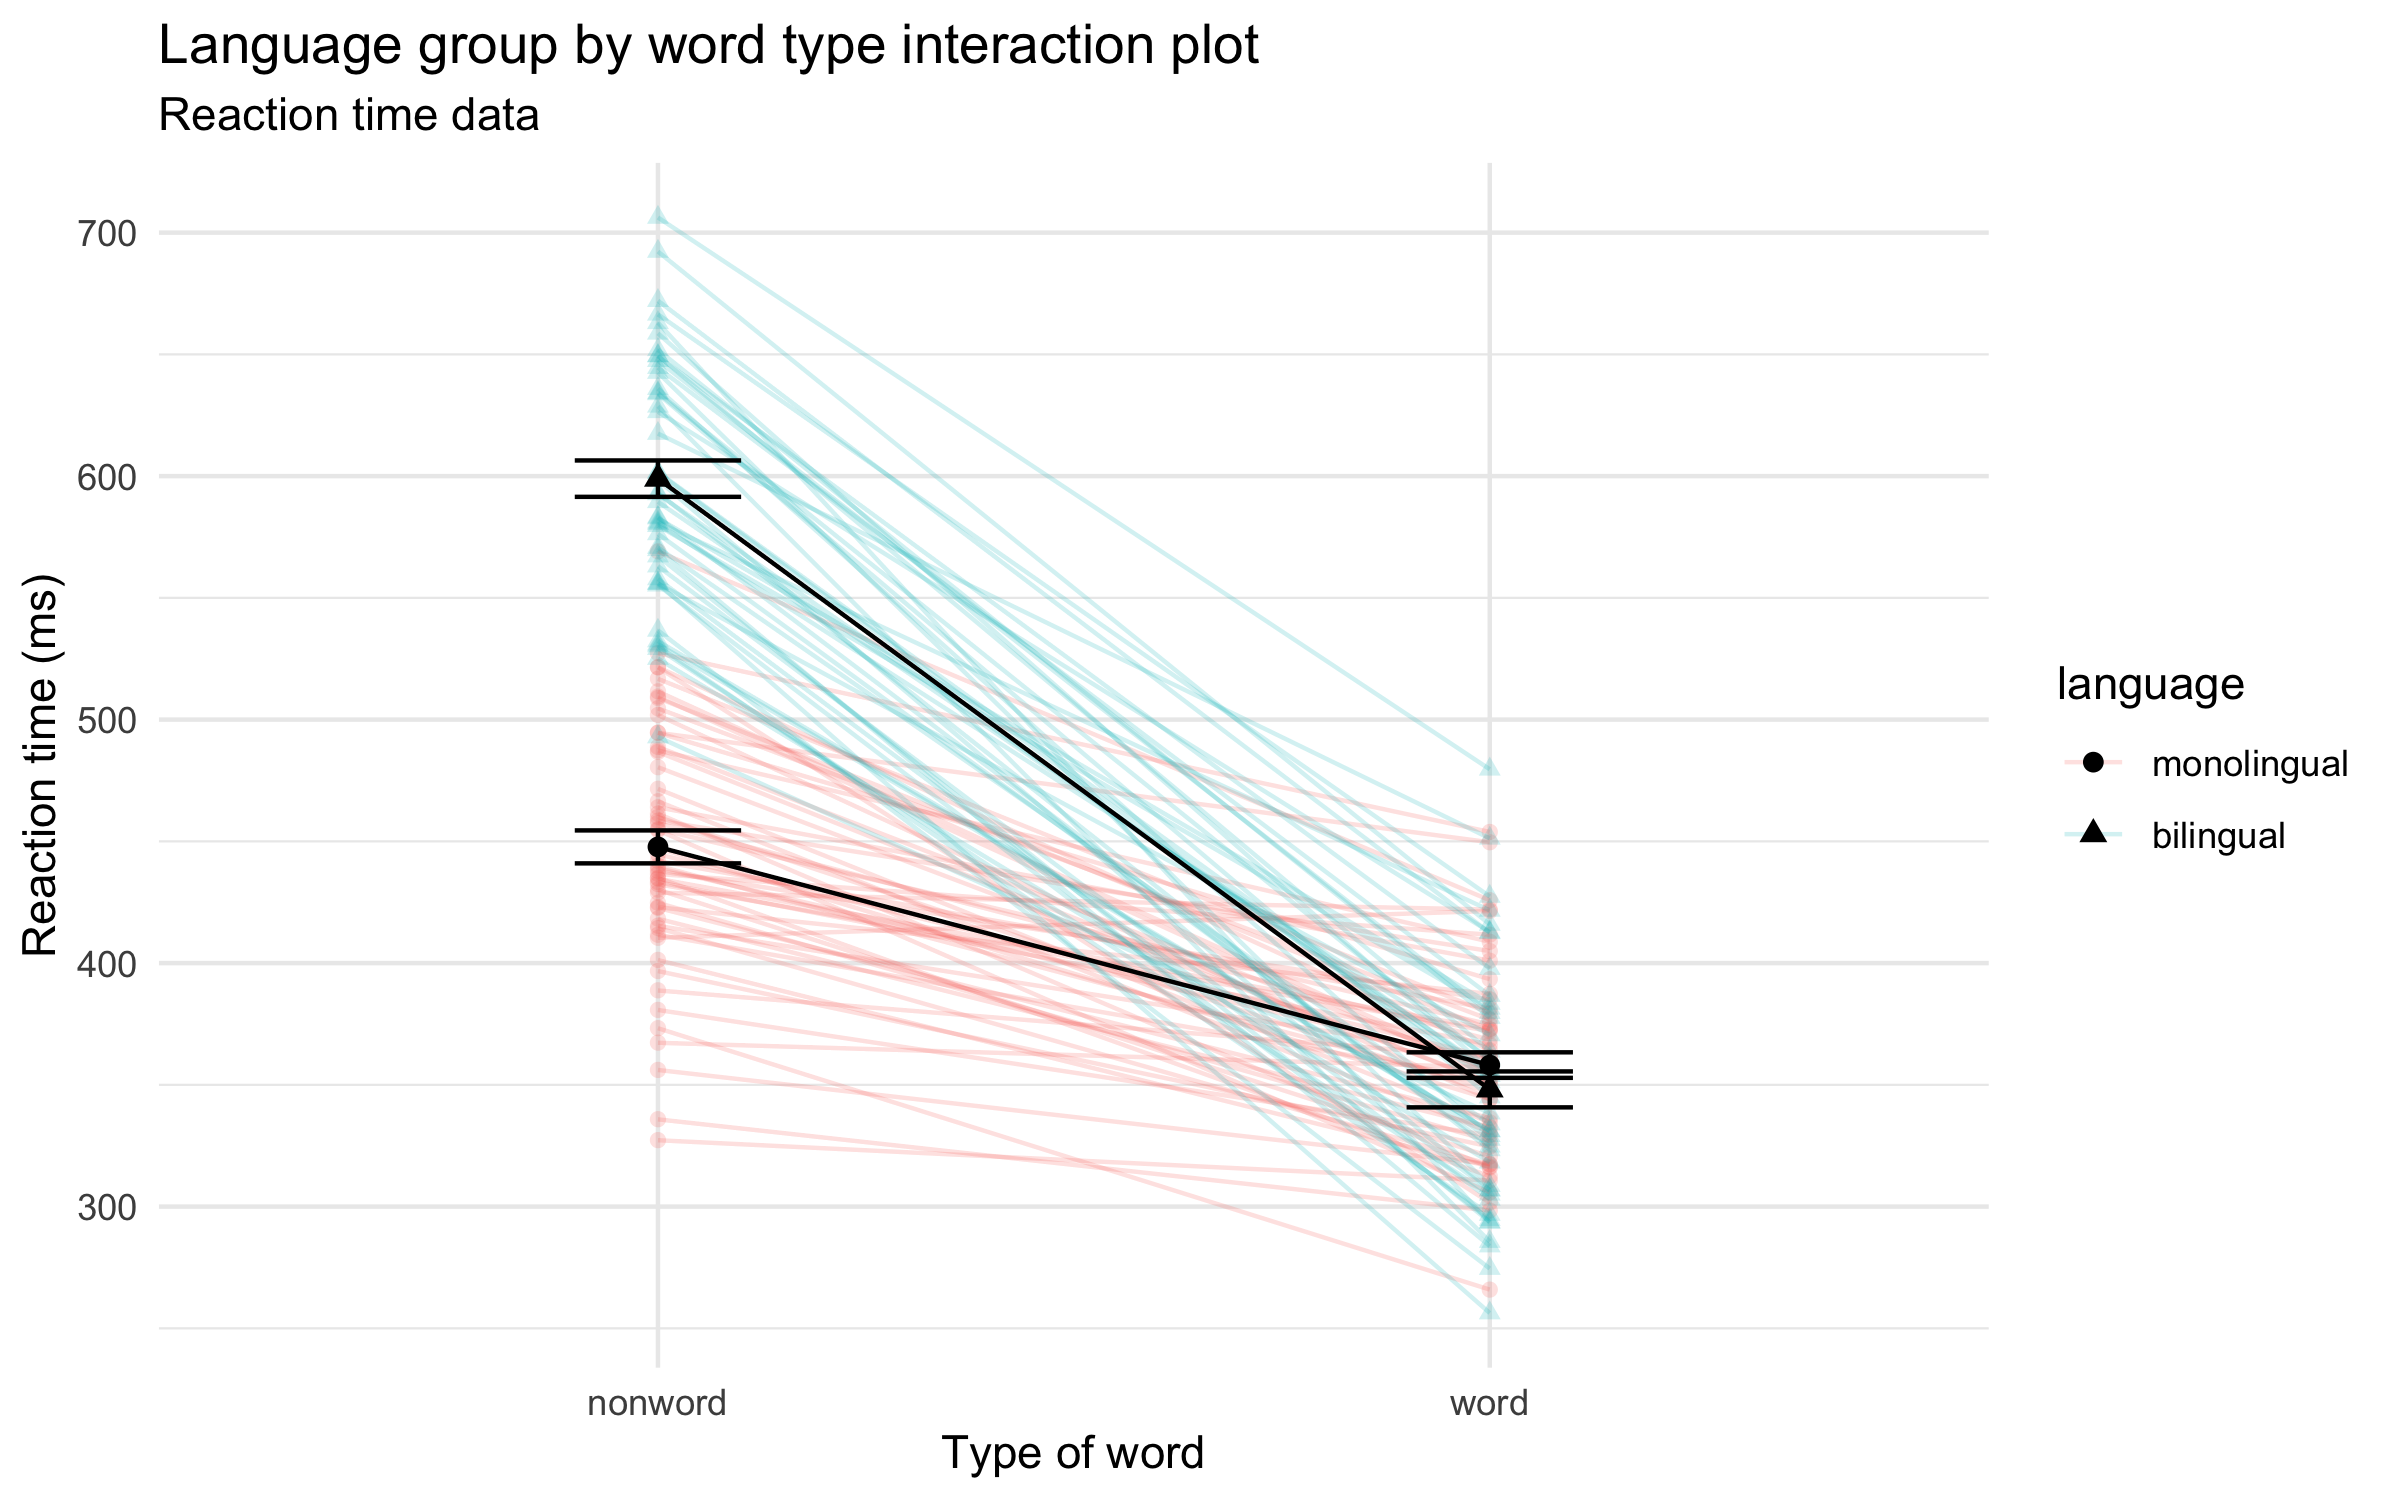 Language group by word type interaction plot
Reaction time data
Reaction time (ms)
700
600
500
400
300
nonword
word
Type of word
language
monolingual
bilingual